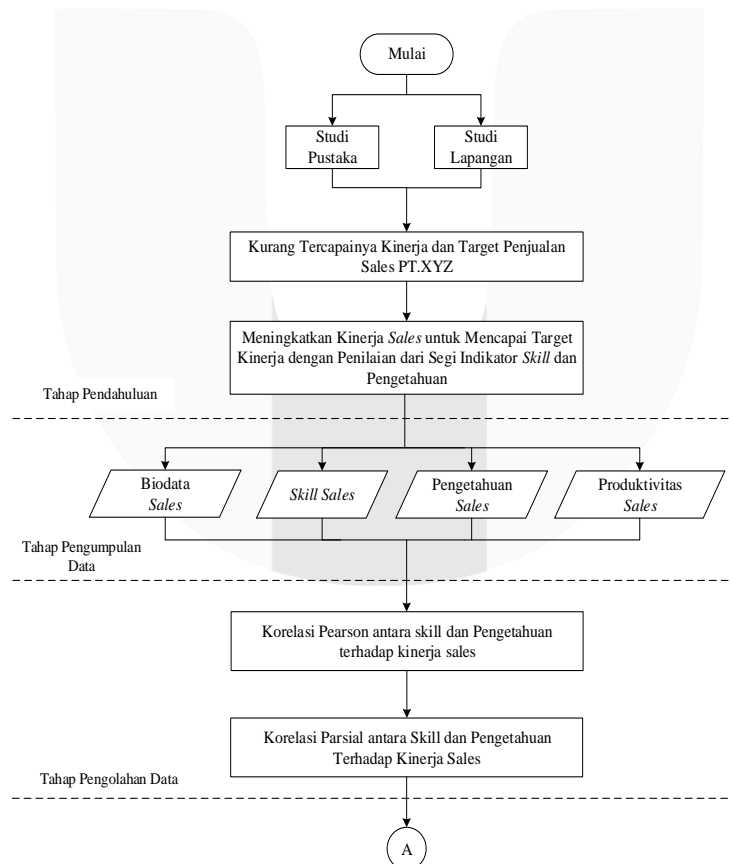 Mulai
Studi
Pustaka
Studi
Lapangan
Kurang Tercapainya Kinerja dan Target Penjualan
Sales PT.XYZ
Meningkatkan Kinerja Sales untuk Mencapai Target
Kinerja dengan Penilaian dari Segi Indikator Skill dan
Pengetahuan
Tahap Pendahuluan
Biodata
Sales
Skill Sales
Pengetahuan
Sales
Produktivitas
Sales
Tahap Pengumpulan
Data
Korelasi Pearson antara skill dan Pengetahuan
terhadap kinerja sales
Korelasi Parsial antara Skill dan Pengetahuan
Terhadap Kinerja Sales
Tahap Pengolahan Data
A